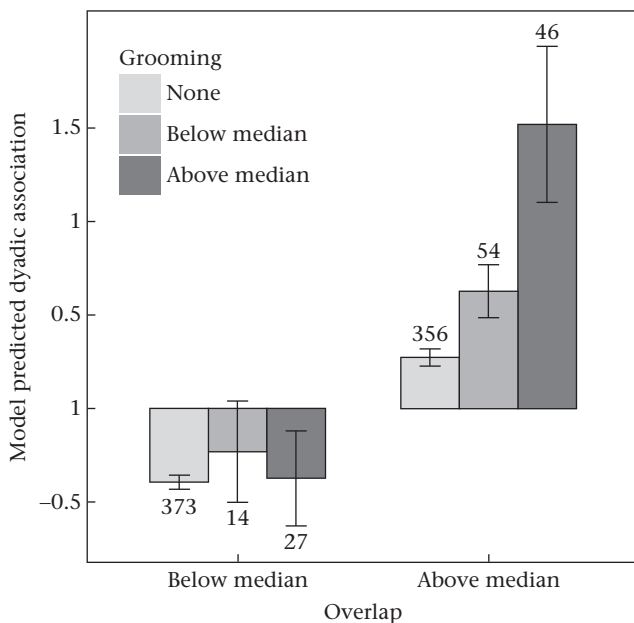 46
Grooming
None
Below median
Above median
1.5
1
0.5
1
−0.5
54
356
373
14
27
Model predicted dyadic association
Below median
Above median
Overlap